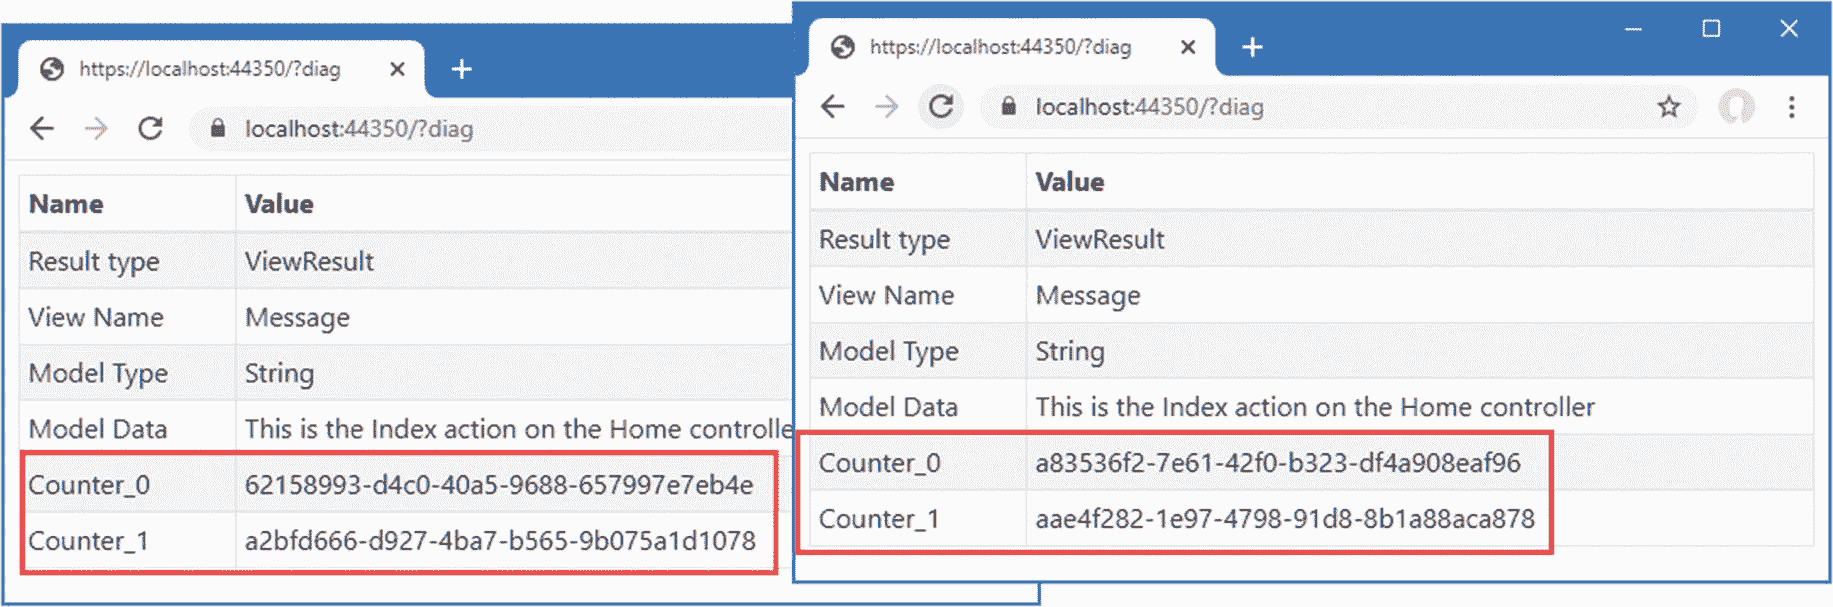 https://localhost:44350/?diag
localhost:44350/?diag
Name Value
Result type ViewResult
View Name Message
Model Type String
Model Data This is the Index action on the Home controlle
Counter_0 62158993-d4c0-40a5-9688-657997e7eb4e
Counter_1 a2bfd666-d927-4ba7-b565-9b075a1d1078
https://localhost:44350/?diag
localhost:44350/?diag
Name Value
Result type ViewResult
View Name Message
Model Type String
Model Data This is the Index action on the Home controller
Counter_0 a83536f2-7e61-42f0-b323-df4a908eaf96
Counter_1 aae4f282-1e97-4798-91d8-8b1a88aca878